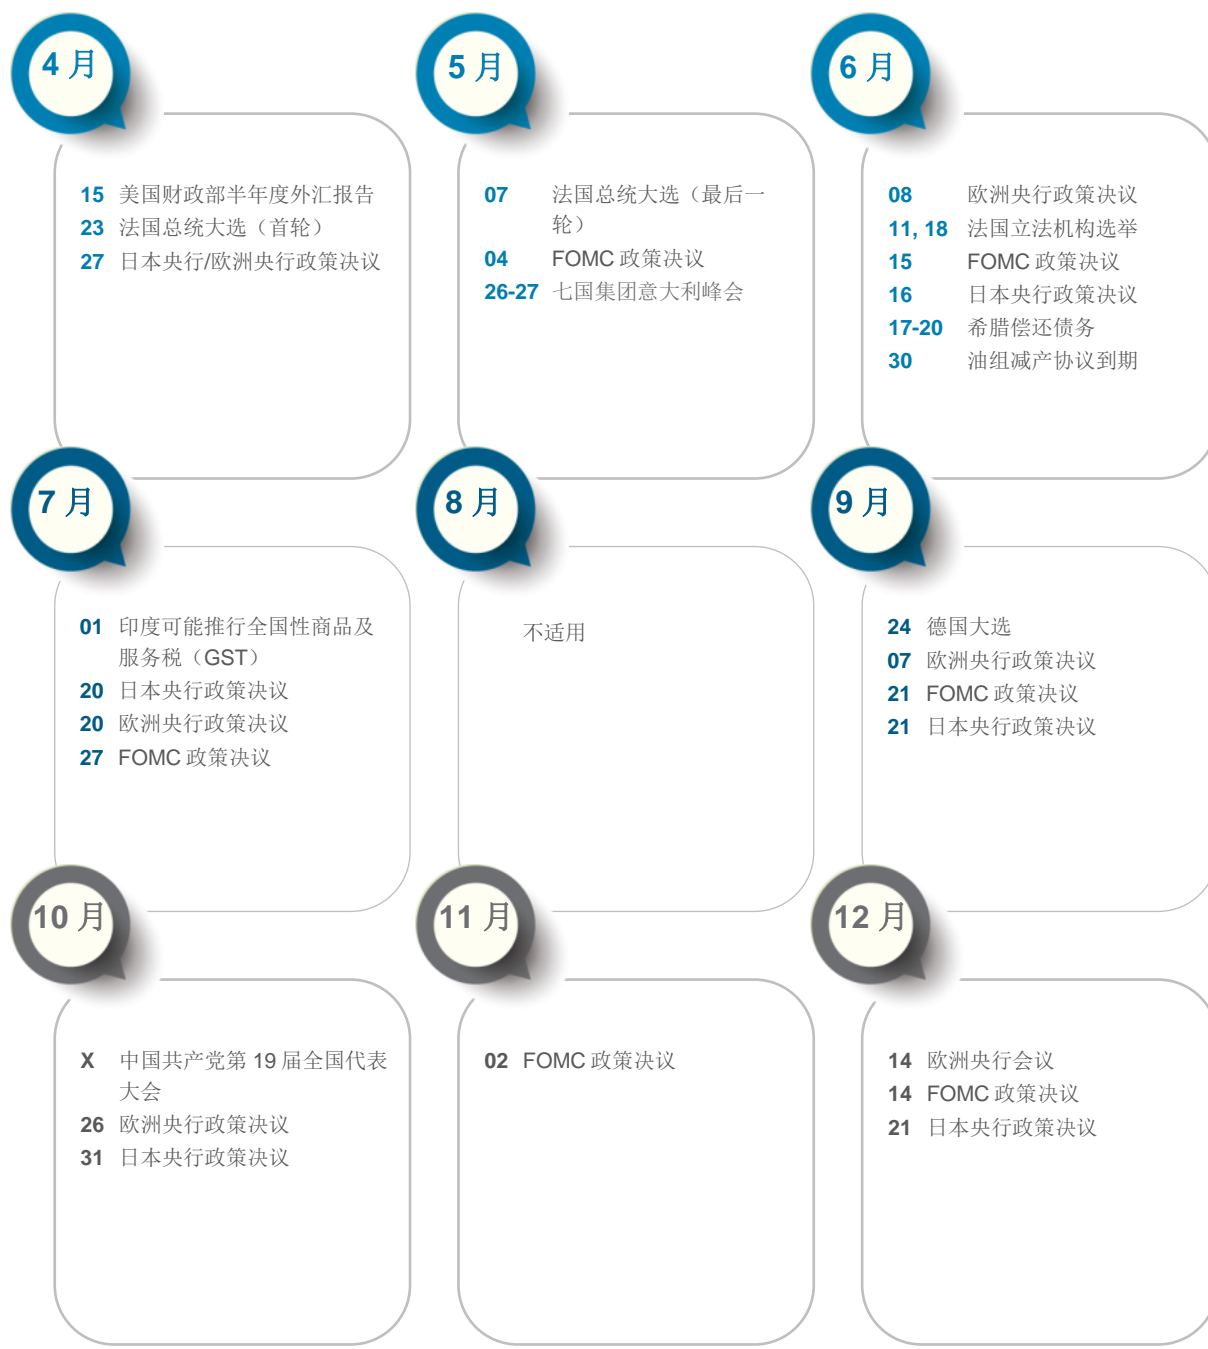 4 月
15 美国财政部半年度外汇报告
23 法国总统大选（首轮）
27 日本央行/欧洲央行政策决议
5 月
07 法国总统大选（最后一
轮）
04 FOMC 政策决议
26-27 七国集团意大利峰会
6 月
08 欧洲央行政策决议
11, 18 法国立法机构选举
15 FOMC 政策决议
16 日本央行政策决议
17-20 希腊偿还债务
30 油组减产协议到期
7 月
01 印度可能推行全国性商品及
服务税（GST）
20 日本央行政策决议
20 欧洲央行政策决议
27 FOMC 政策决议
8 月
不适用
9 月
24 德国大选
07 欧洲央行政策决议
21 FOMC 政策决议
21 日本央行政策决议
10 月
X 中国共产党第 19 届全国代表
大会
26 欧洲央行政策决议
31 日本央行政策决议
11 月
02 FOMC 政策决议
12 月
14 欧洲央行会议
14 FOMC 政策决议
21 日本央行政策决议